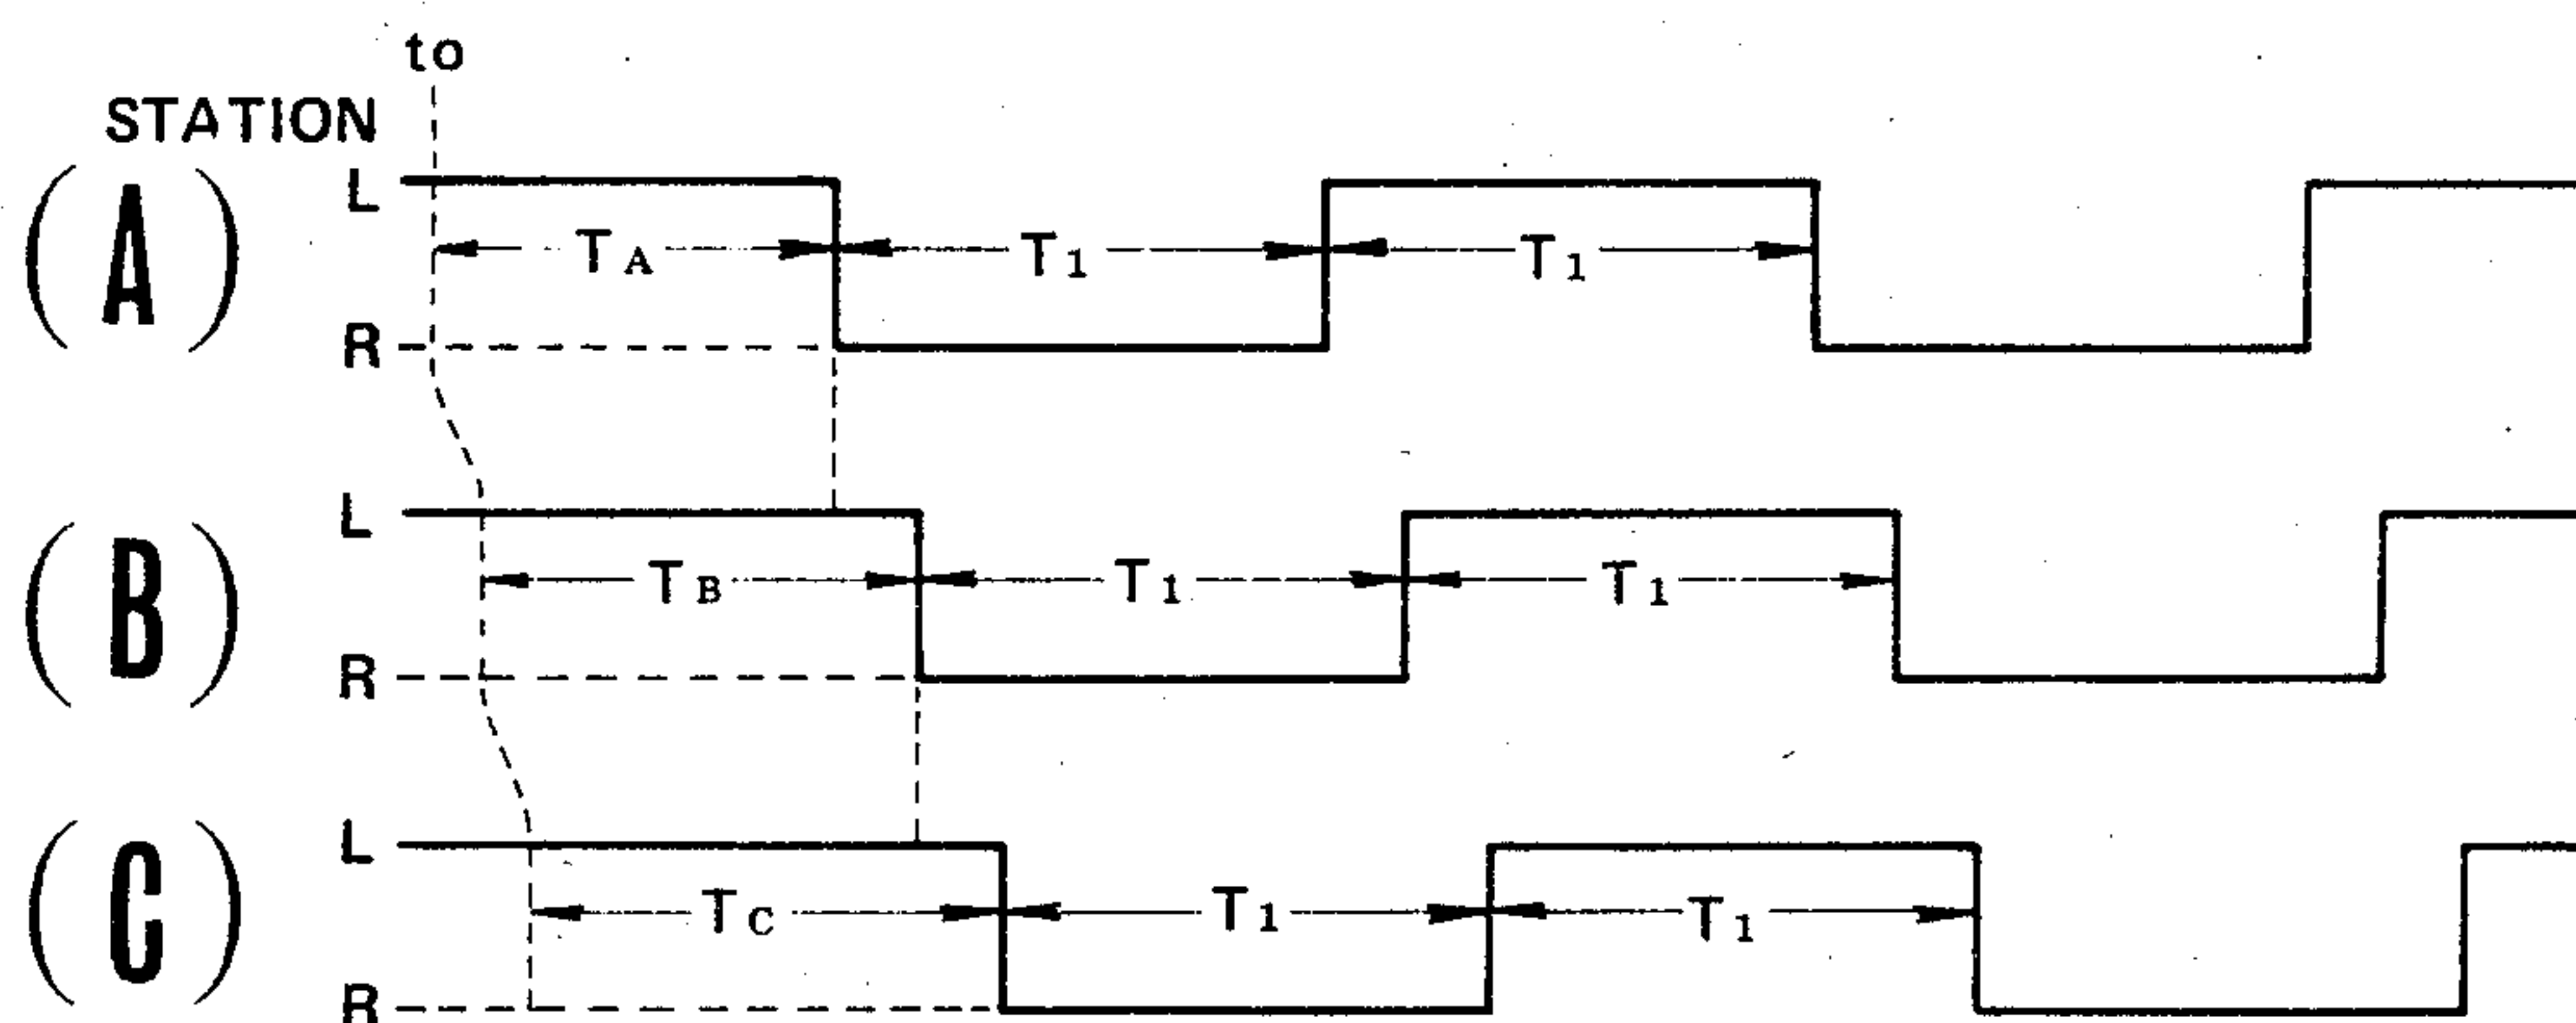 to
STATION
(A)
L
TA T1 T1
R
(B)
L
TB T1 T1
R
(C)
L
TC T1 T1
R